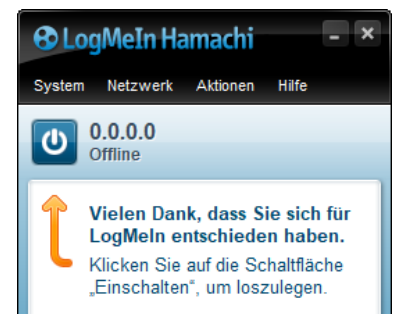 LogMeIn Hamachi
System Netzwerk Aktionen Hilfe
0.0.0.0
Offline
Vielen Dank, dass Sie sich für
LogMeIn entschieden haben.
Klicken Sie auf die Schaltfläche
„Einschalten“, um loszulegen.